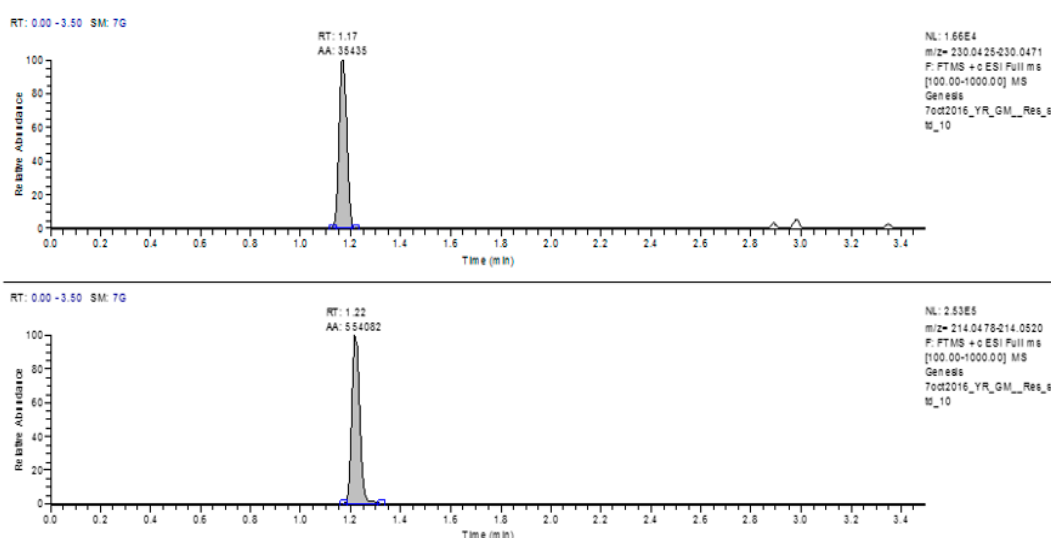 RT: 0.00 - 3.50 SM: 7G
RT: 1.17
AA: 35435
NL: 1.66E4
m/z= 230.0425-230.0471
F: FTMS + c ESI Full ms
[100.00-1000.00] MS
Genesis
7oct2016_YR_GM__Res_s
td_10
100
80
60
40
20
0
Relative Abundance
0.0 0.2 0.4 0.6 0.8 1.0 1.2 1.4 1.6 1.8 2.0 2.2 2.4 2.6 2.8 3.0 3.2 3.4
Time (min)
RT: 0.00 - 3.50 SM: 7G
RT: 1.22
AA: 554082
NL: 2.53E5
m/z= 214.0478-214.0520
F: FTMS + c ESI Full ms
[100.00-1000.00] MS
Genesis
7oct2016_YR_GM__Res_s
td_10
100
80
60
40
20
0
Relative Abundance
0.0 0.2 0.4 0.6 0.8 1.0 1.2 1.4 1.6 1.8 2.0 2.2 2.4 2.6 2.8 3.0 3.2 3.4
Time (min)